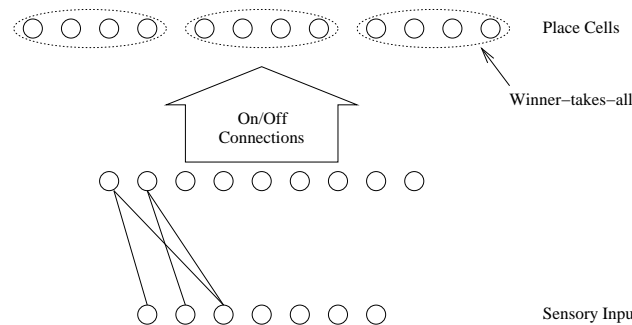 Place Cells
Winner−takes−all
On/Off
Connections
Sensory Inpu